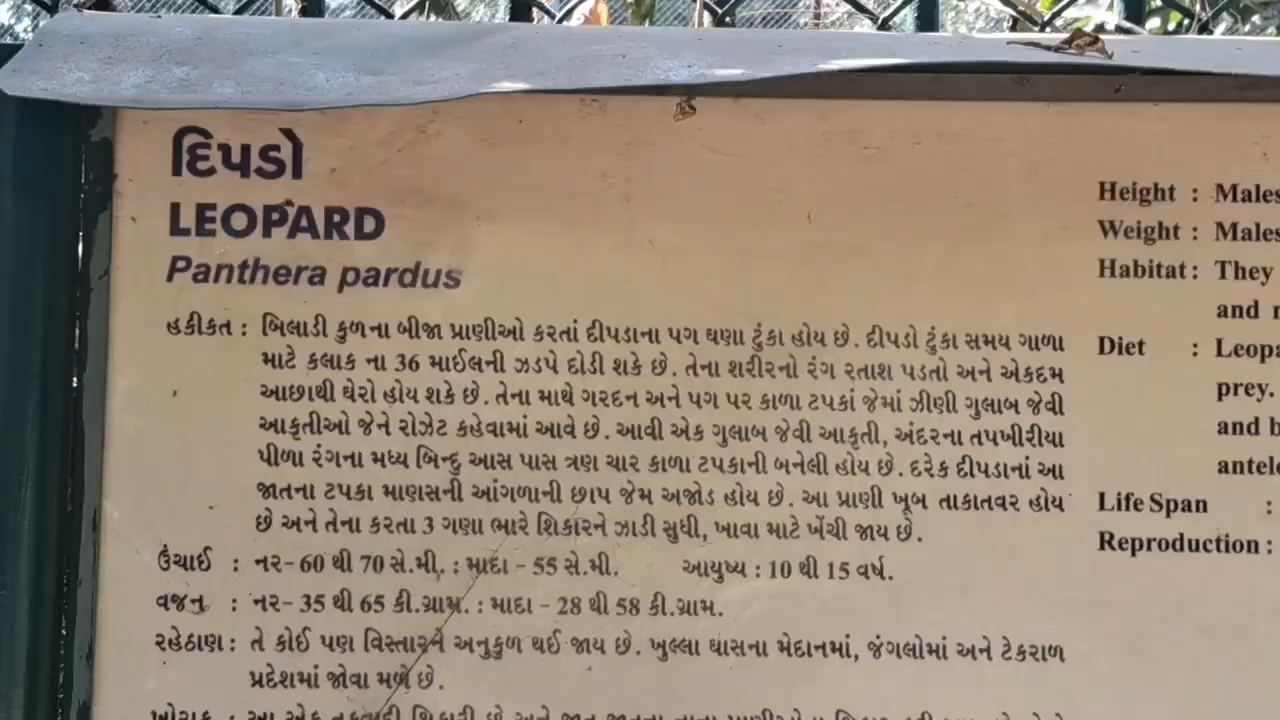 દિપડો
LEOPARD
Panthera pardus
હકીકત : બિલાડી કુળના બીજા પ્રાણીઓ કરતાં દીપડાના પગ ઘણા ટુંકા હોય છે. દીપડો ટુંકા સમય ગાળા
માટે કલાક ના 36 માઈલની ઝડપે દોડી શકે છે. તેના શરીરનો રંગ રતાશ પડતો અને એકદમ
આછાથી ઘેરો હોય શકે છે. તેના માથે ગરદન અને પગ પર કાળા ટપકાં જેમાં ઝીણી ગુલાબ જેવી
આકૃતીઓ જેને રોઝેટ કહેવામાં આવે છે. આવી એક ગુલાબ જેવી આકૃતી, અંદરના તપખીરીયા
પીળા રંગના મધ્ય બિન્દુ આસ પાસ ત્રણ ચાર કાળા ટપકાની બનેલી હોય છે. દરેક દીપડાનાં આ
જાતના ટપકા માણસની આંગળાની છાપ જેમ અજોડ હોય છે. આ પ્રાણી ખૂબ તાકાતવર હોય
છે અને તેના કરતા 3 ગણા ભારે શિકારને ઝાડી સુધી, ખાવા માટે ખેંચી જાય છે.
ઉંચાઈ : નર- 60 થી 70 સે.મી. : માદા - 55 સે.મી. આયુષ્ય : 10 થી 15 વર્ષ.
વજનુ : નર- 35 થી 65 કી.ગ્રામ. : માદા - 28 થી 58 કી.ગ્રામ.
રહેઠાણ : તે કોઈ પણ વિસ્તારને અનુકુળ થઈ જાય છે. ખુલ્લા ઘાસના મેદાનમાં, જંગલોમાં અને ટેકરાળ
પ્રદેશમાં જોવા મળે છે.
Height : Males
Weight : Males
Habitat : They
and
Diet : Leopa
prey.
and b
antele
Life Span :
Reproduction :